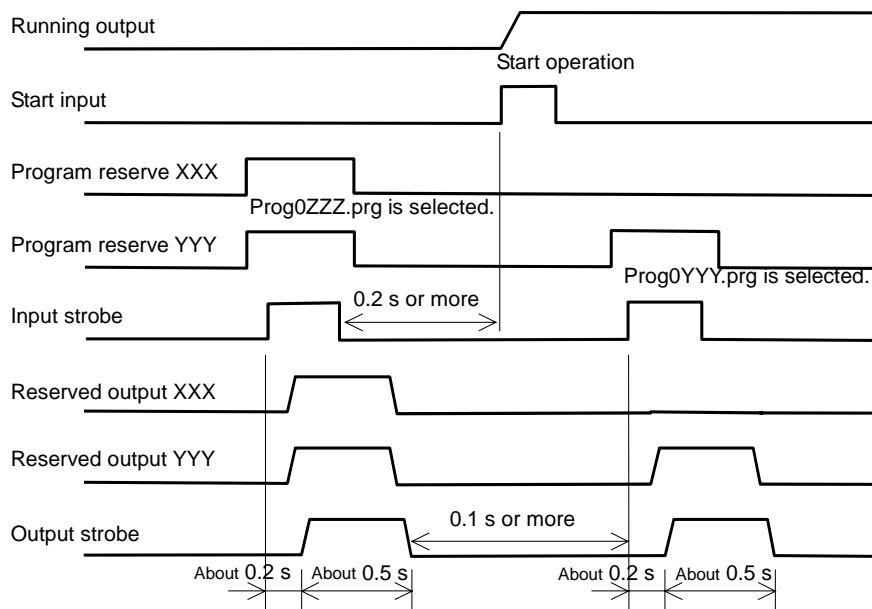 Running output
Start operation
Start input
Program reserve XXX
Prog0ZZZ.prg is selected.
Program reserve YYY
Prog0YYY.prg is selected.
0.2 s or more
Input strobe
Reserved output XXX
Reserved output YYY
0.1 s or more
Output strobe
About 0.2 s About 0.5 s About 0.2 s About 0.5 s